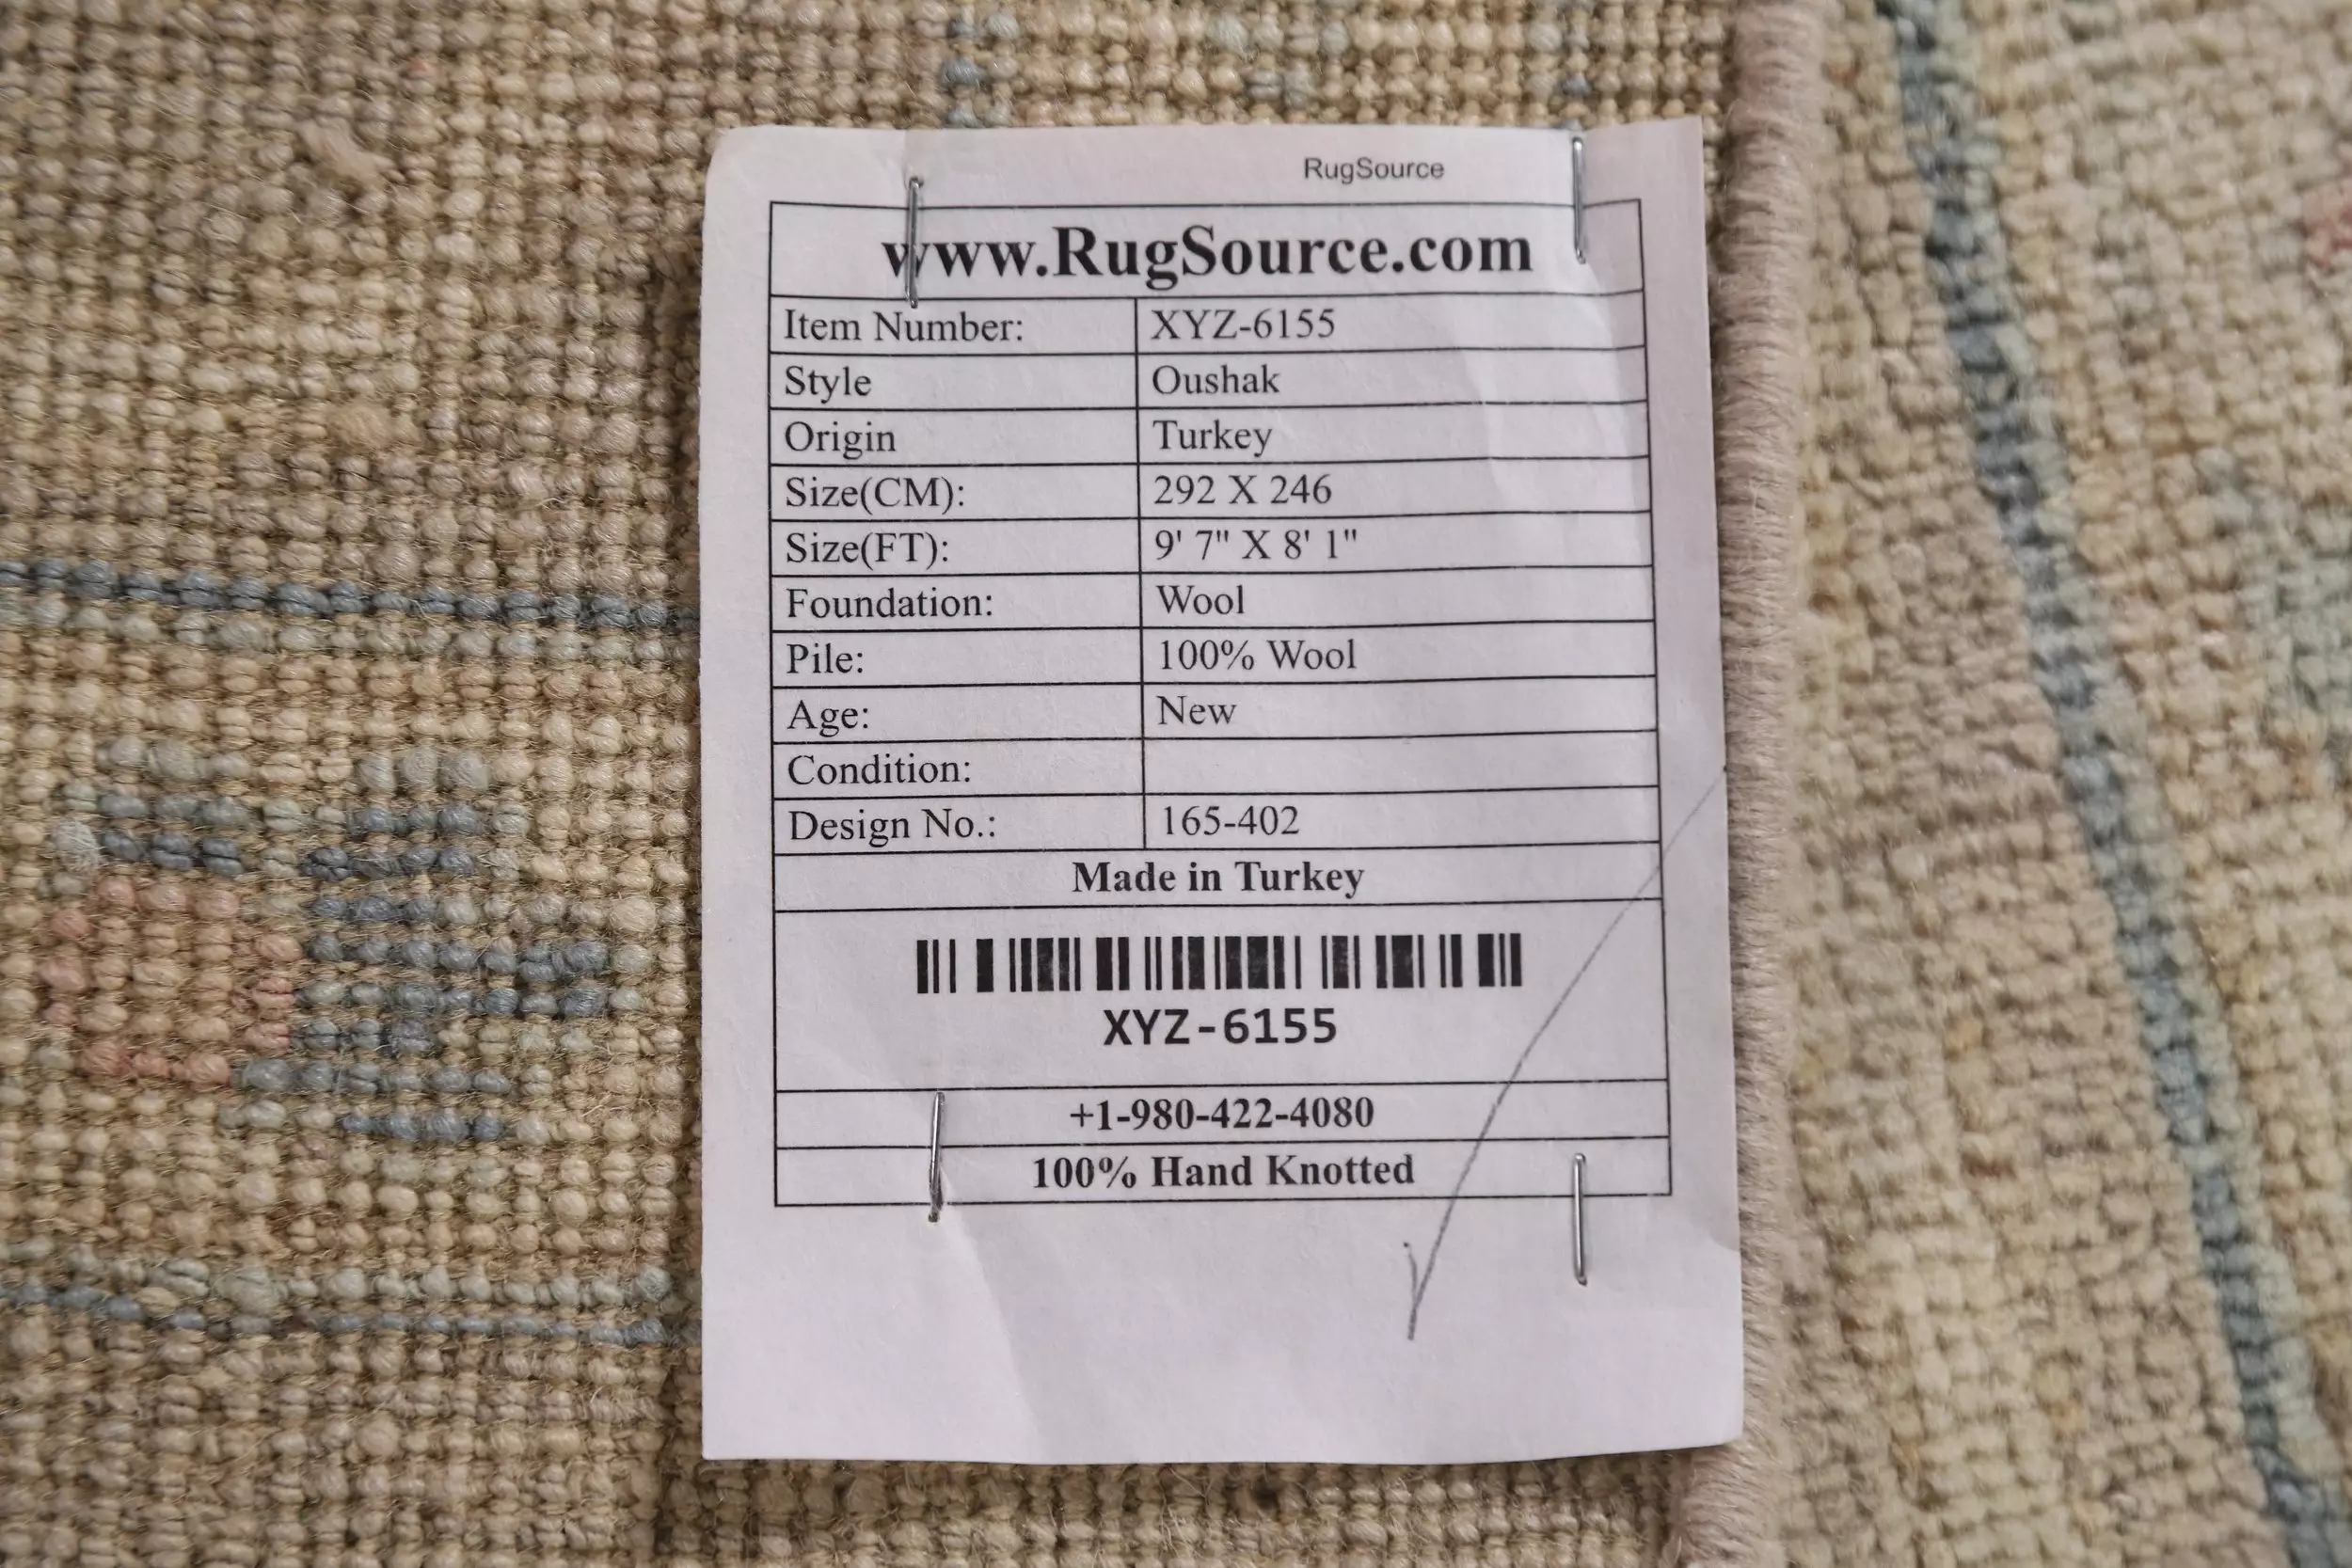 RugSource
www.RugSource.com
Item Number: XYZ-6155
Style Oushak
Origin Turkey
Size(CM): 292 X 246
Size(FT): 9' 7" X 8' 1"
Foundation: Wool
Pile: 100% Wool
Age: New
Condition:
Design No.: 165-402
Made in Turkey
XYZ-6155
+1-980-422-4080
100% Hand Knotted